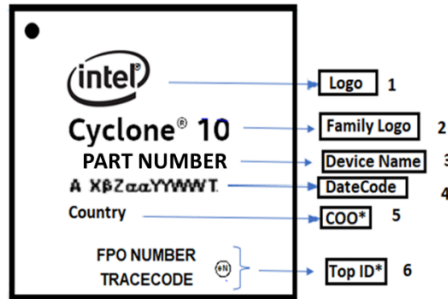 intel
Logo 1
Cyclone® 10
Family Logo 2
PART NUMBER
Device Name 3
A XβZααYYWWT
DateCode 4
Country
COO* 5
FPO NUMBER
TRACECODE
Top ID* 6